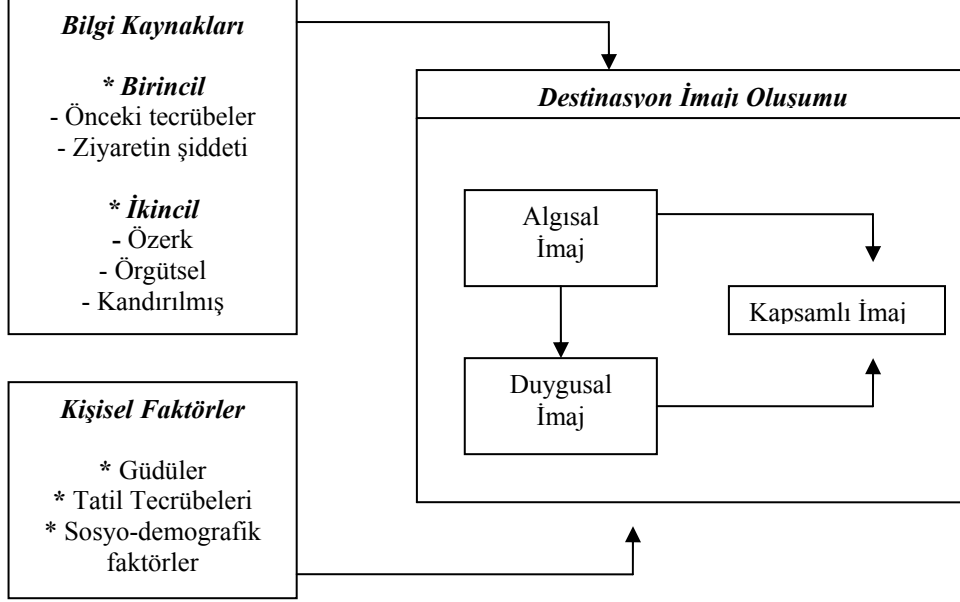 Bilgi Kaynakları
* Birincil
- Önceki tecrübeler
- Ziyaretin şiddeti
* İkincil
- Özerk
- Örgütsel
- Kandırılmış
Kişisel Faktörler
* Güdüler
* Tatil Tecrübeleri
* Sosyo-demografik
faktörler
Destinasyon İmajı Oluşumu
Algısal
İmaj
Duygusal
İmaj
Kapsamlı İmaj